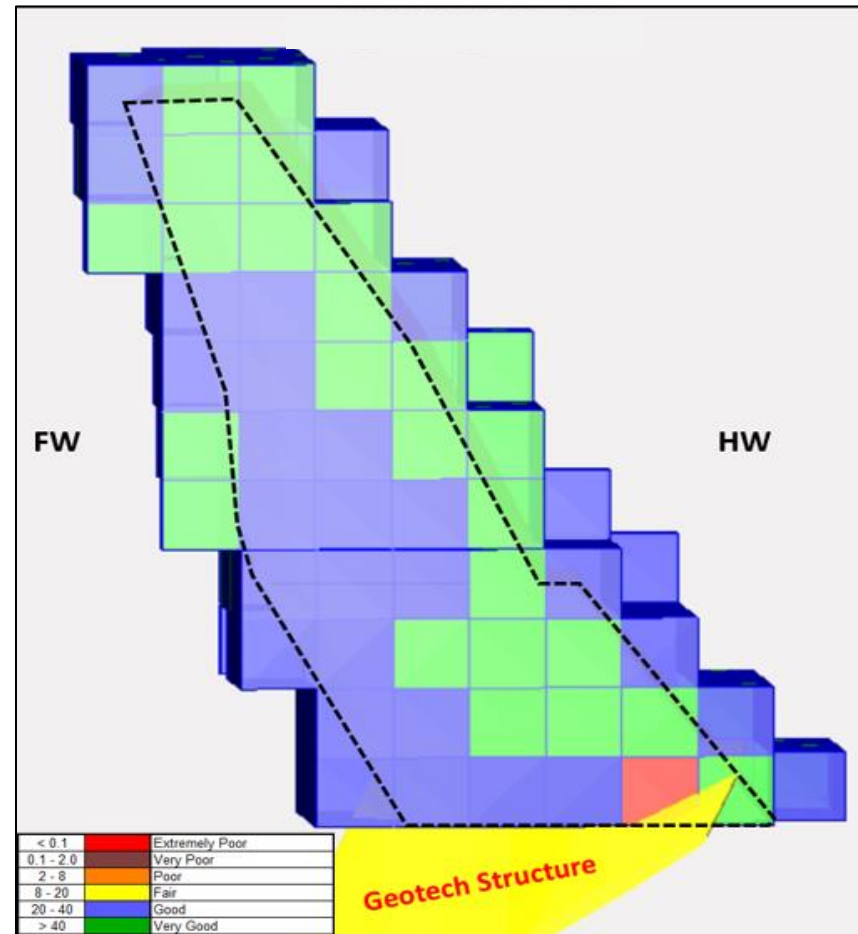 FW
HW
Geotech Structure
< 0.1 Extremely Poor
0.1 - 2.0 Very Poor
2 - 8 Poor
8 - 20 Fair
20 - 40 Good
> 40 Very Good